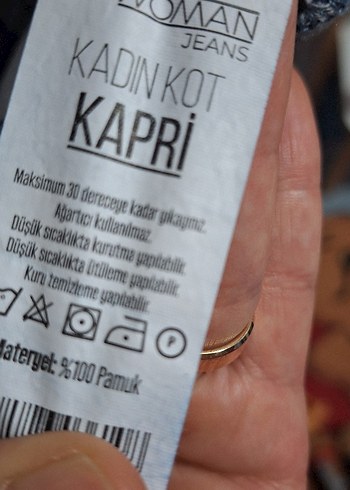 WOMAN
JEANS
KADIN KOT
KAPRİ
Maksimum 30 dereceye kadar yıkayınız.
Ağartıcı kullanılmaz.
Düşük sıcaklıkta kurutma yapılabilir.
Düşük sıcaklıkta ütüleme yapılabilir.
Kuru temizleme yapılabilir.
P
Materyel: %100 Pamuk